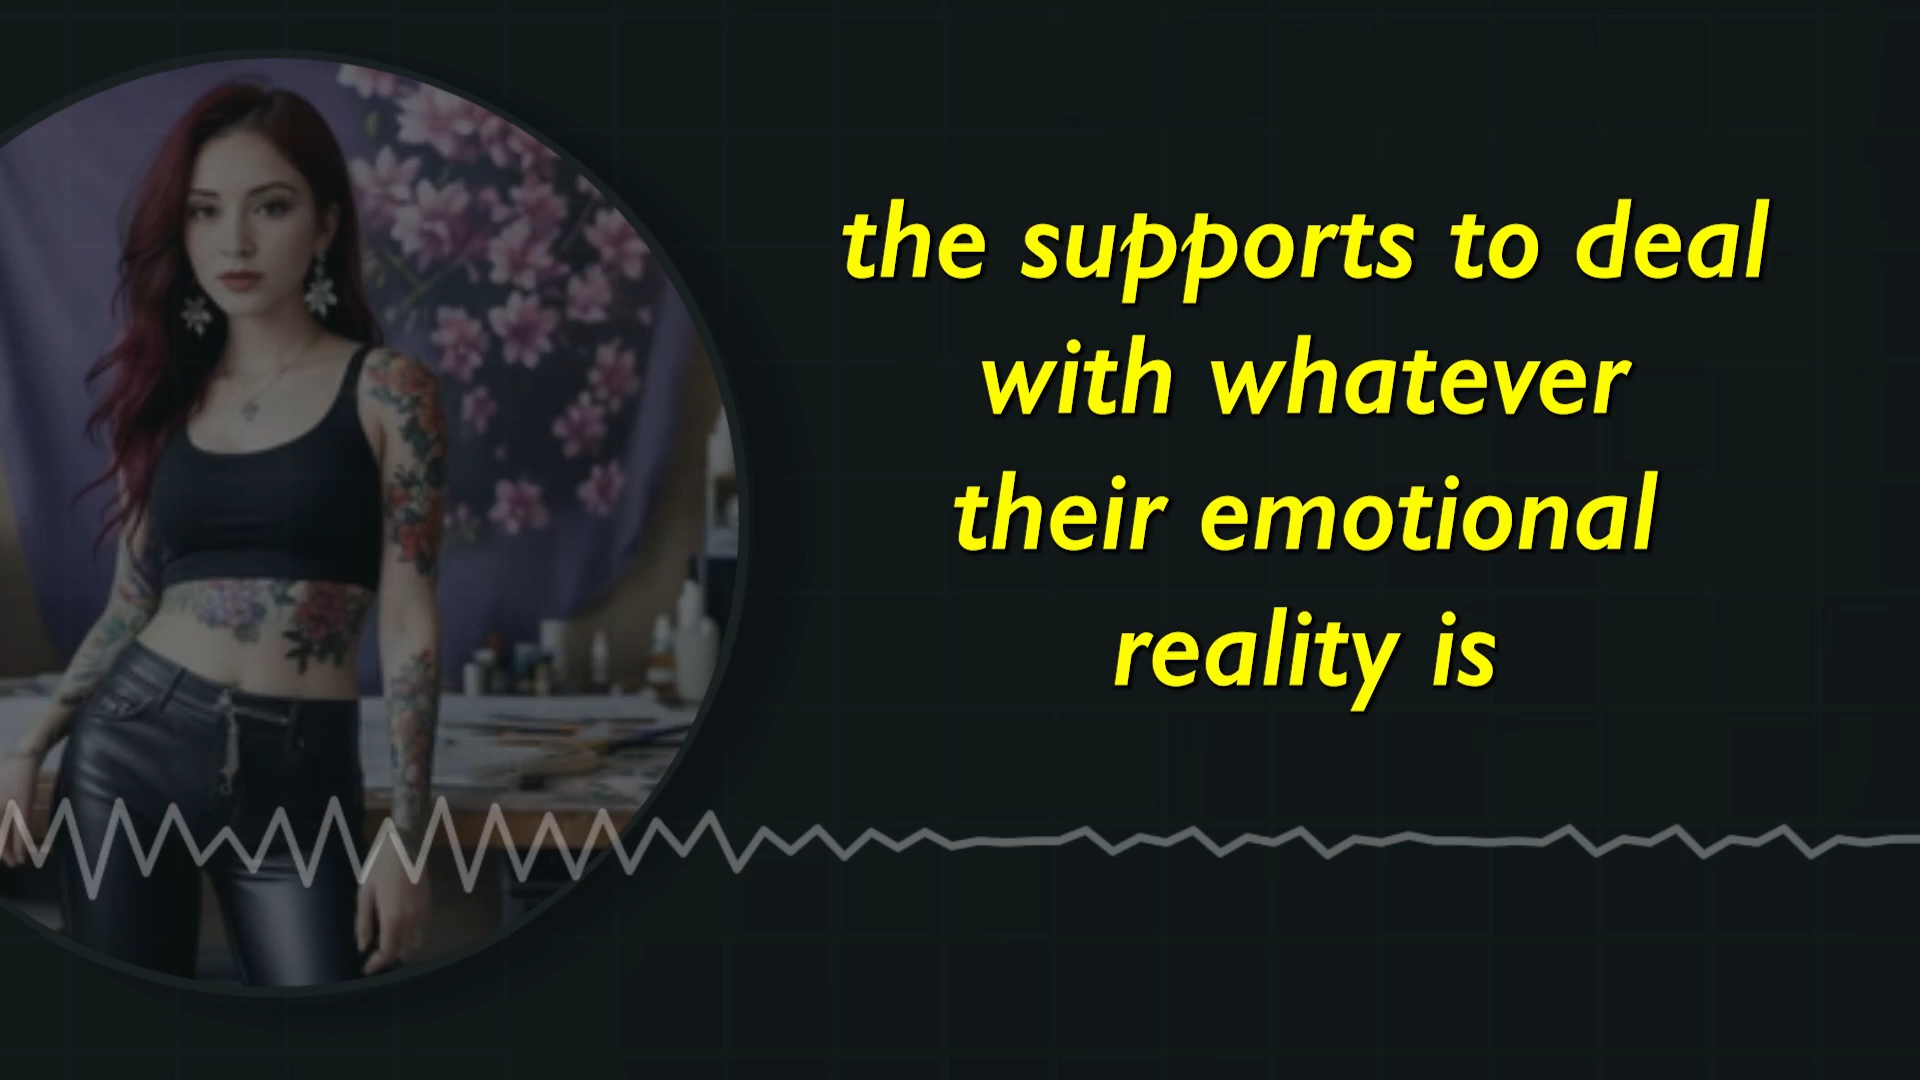 the supports to deal
with whatever
their emotional
reality is